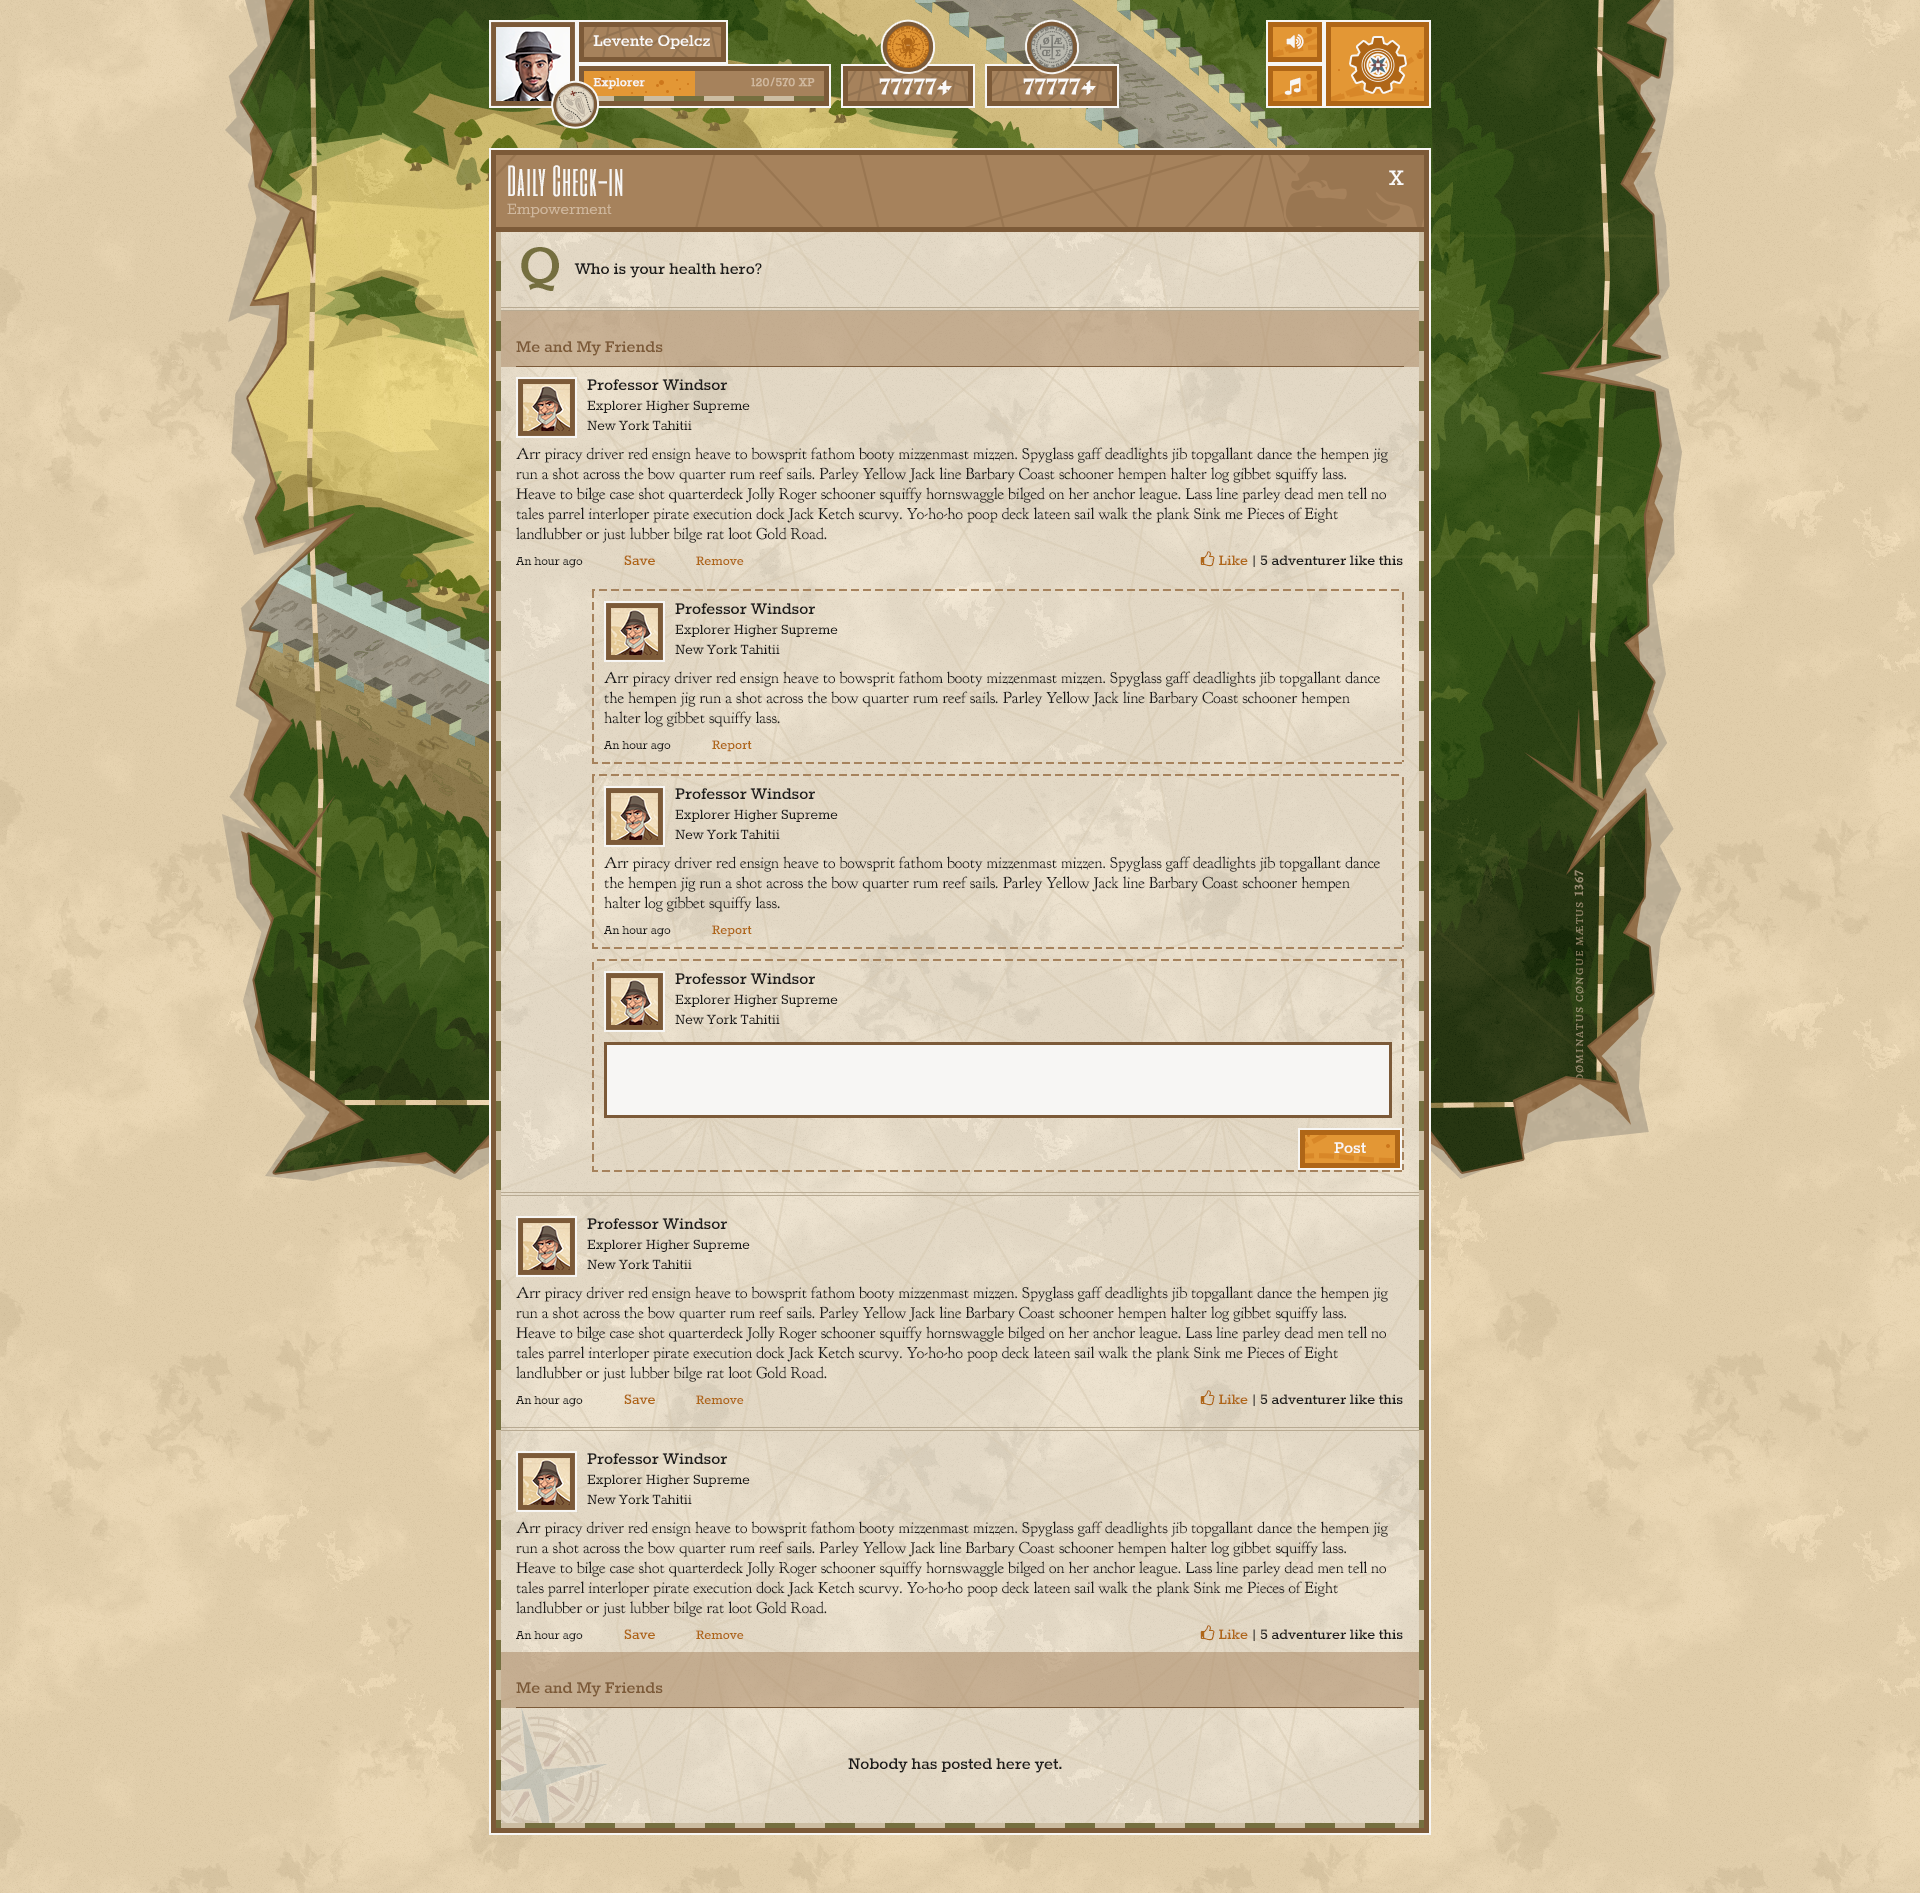 Levente Opelcz
Explorer 120/570 XP
77777+
77777+
Daily Check-in
Empowerment
X
Q Who is your health hero?
Me and My Friends
Professor Windsor
Explorer Higher Supreme
New York Tahitii
Arr piracy driver red ensign heave to bowsprit fathom booty mizzenmast mizzen. Spyglass gaff deadlights jib topgallant dance the hempen jig
run a shot across the bow quarter rum reef sails. Parley Yellow Jack line Barbary Coast schooner hempen halter log gibbet squiffy lass.
Heave to bilge case shot quarterdeck Jolly Roger schooner squiffy hornswaggle bilged on her anchor league. Lass line parley dead men tell no
tales parrel interloper pirate execution dock Jack Ketch scurvy. Yo-ho-ho poop deck lateen sail walk the plank Sink me Pieces of Eight
landlubber or just lubber bilge rat loot Gold Road.
An hour ago Save Remove Like | 5 adventurer like this
Professor Windsor
Explorer Higher Supreme
New York Tahitii
Arr piracy driver red ensign heave to bowsprit fathom booty mizzenmast mizzen. Spyglass gaff deadlights jib topgallant dance
the hempen jig run a shot across the bow quarter rum reef sails. Parley Yellow Jack line Barbary Coast schooner hempen
halter log gibbet squiffy lass.
An hour ago Report
Professor Windsor
Explorer Higher Supreme
New York Tahitii
Arr piracy driver red ensign heave to bowsprit fathom booty mizzenmast mizzen. Spyglass gaff deadlights jib topgallant dance
the hempen jig run a shot across the bow quarter rum reef sails. Parley Yellow Jack line Barbary Coast schooner hempen
halter log gibbet squiffy lass.
An hour ago Report
DØMINATUS CØNGUE MÆTUS 1367
Professor Windsor
Explorer Higher Supreme
New York Tahitii
Post
Professor Windsor
Explorer Higher Supreme
New York Tahitii
Arr piracy driver red ensign heave to bowsprit fathom booty mizzenmast mizzen. Spyglass gaff deadlights jib topgallant dance the hempen jig
run a shot across the bow quarter rum reef sails. Parley Yellow Jack line Barbary Coast schooner hempen halter log gibbet squiffy lass.
Heave to bilge case shot quarterdeck Jolly Roger schooner squiffy hornswaggle bilged on her anchor league. Lass line parley dead men tell no
tales parrel interloper pirate execution dock Jack Ketch scurvy. Yo-ho-ho poop deck lateen sail walk the plank Sink me Pieces of Eight
landlubber or just lubber bilge rat loot Gold Road.
An hour ago Save Remove Like | 5 adventurer like this
Professor Windsor
Explorer Higher Supreme
New York Tahitii
Arr piracy driver red ensign heave to bowsprit fathom booty mizzenmast mizzen. Spyglass gaff deadlights jib topgallant dance the hempen jig
run a shot across the bow quarter rum reef sails. Parley Yellow Jack line Barbary Coast schooner hempen halter log gibbet squiffy lass.
Heave to bilge case shot quarterdeck Jolly Roger schooner squiffy hornswaggle bilged on her anchor league. Lass line parley dead men tell no
tales parrel interloper pirate execution dock Jack Ketch scurvy. Yo-ho-ho poop deck lateen sail walk the plank Sink me Pieces of Eight
landlubber or just lubber bilge rat loot Gold Road.
An hour ago Save Remove Like | 5 adventurer like this
Me and My Friends
Nobody has posted here yet.